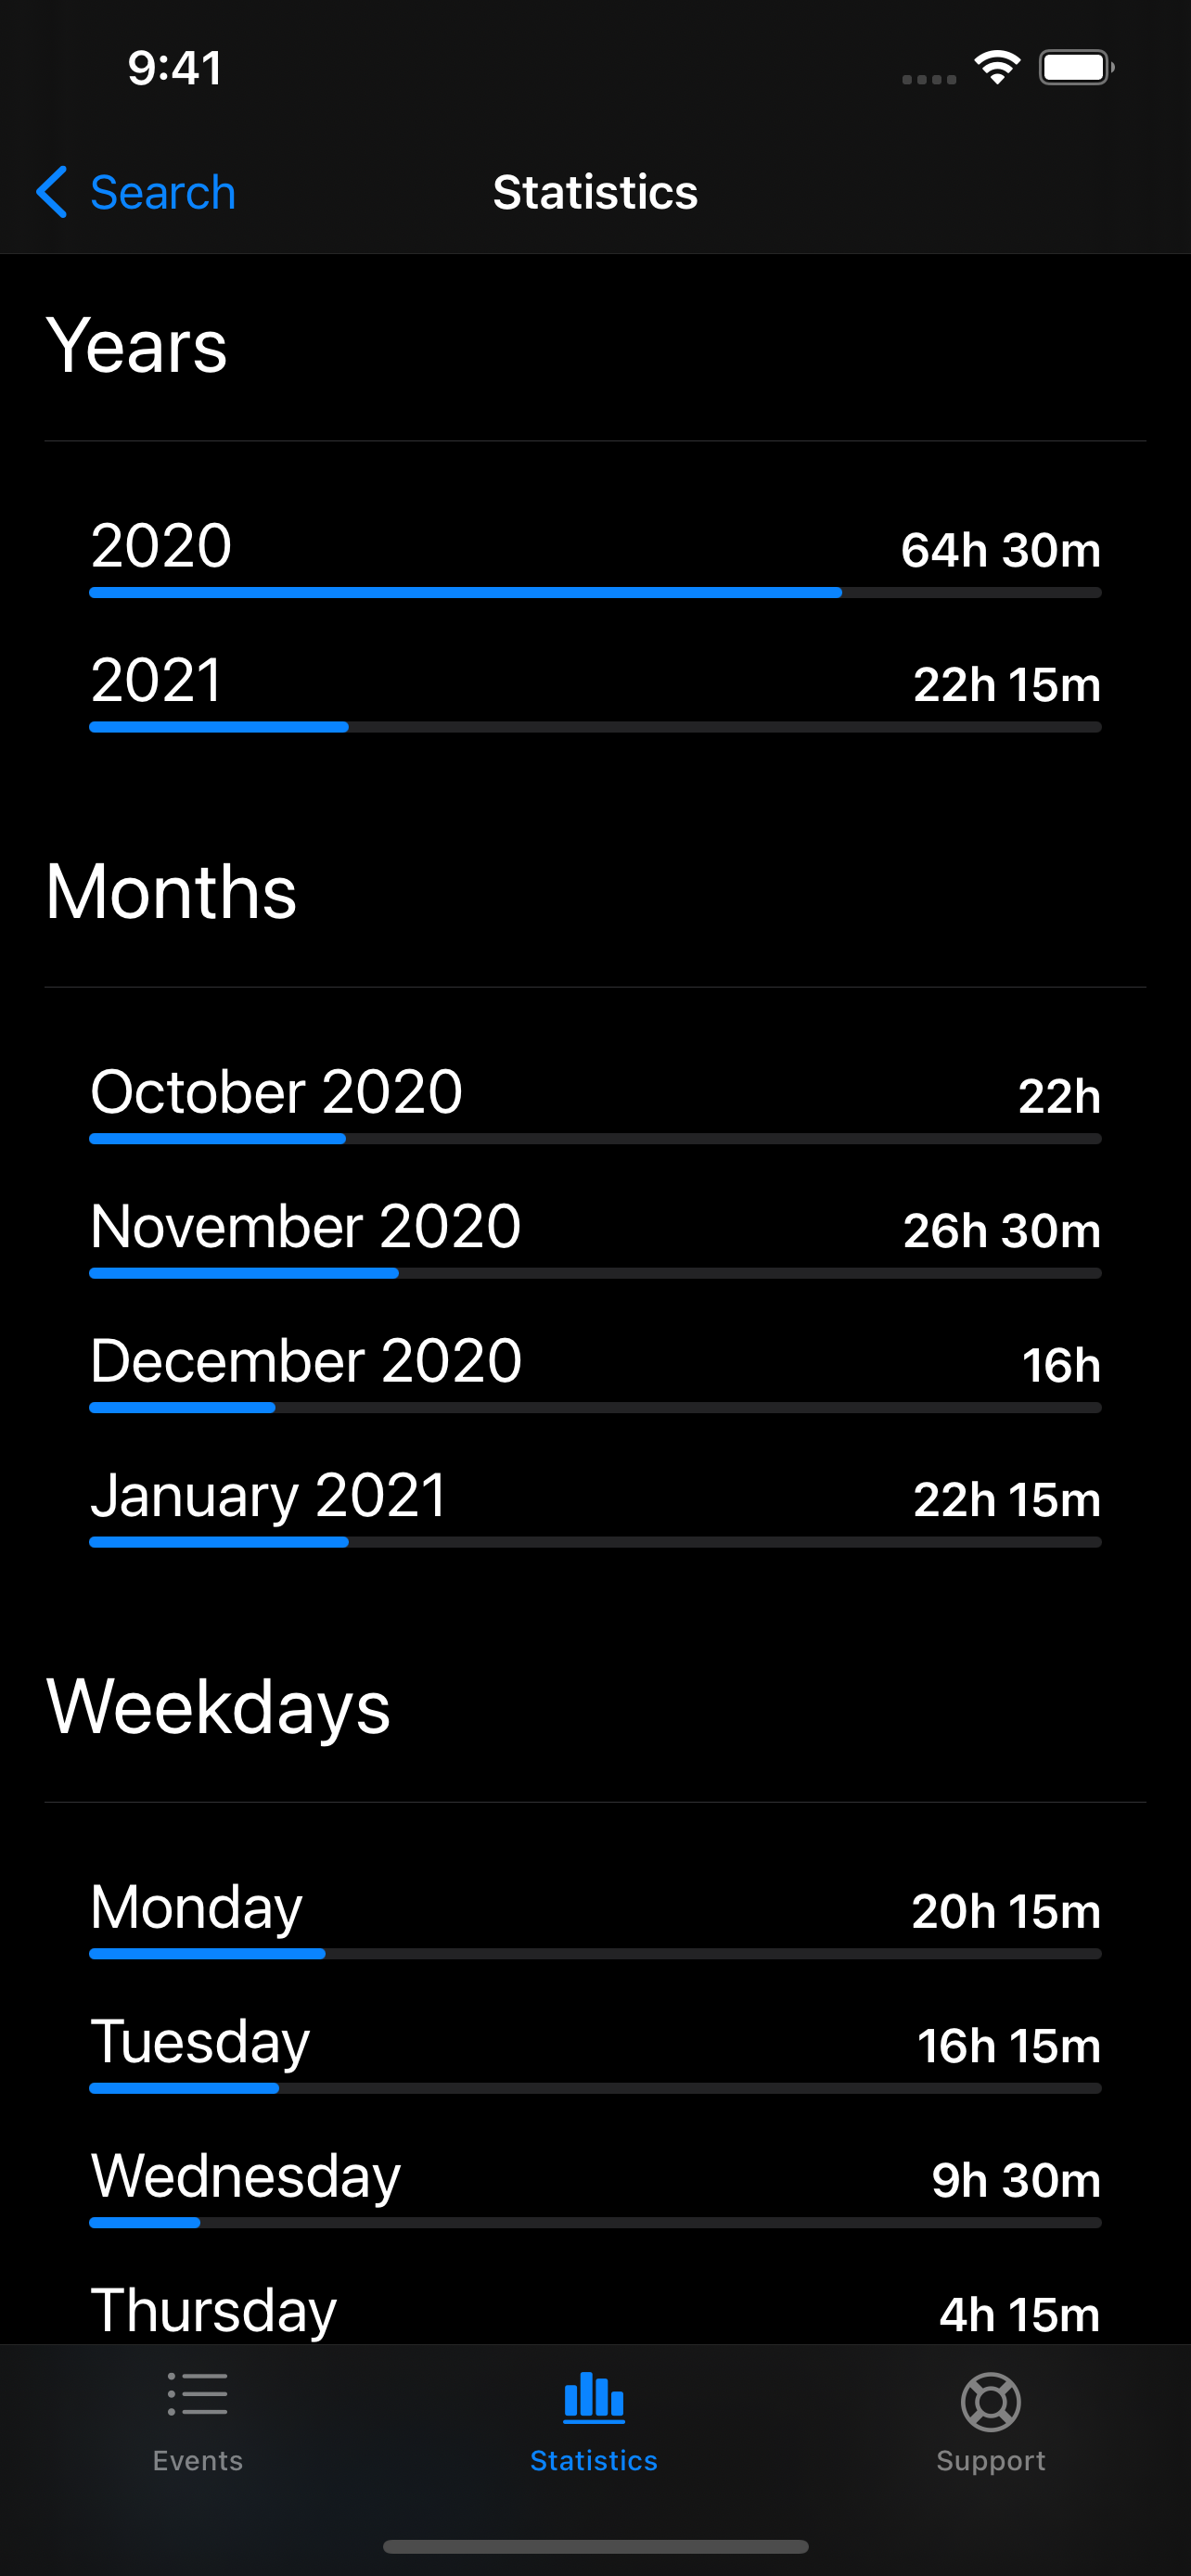 9:41
Search Statistics
Years
2020 64h 30m
2021 22h 15m
Months
October 2020 22h
November 2020 26h 30m
December 2020 16h
January 2021 22h 15m
Weekdays
Monday 20h 15m
Tuesday 16h 15m
Wednesday 9h 30m
Thursday 4h 15m
Events Statistics Support